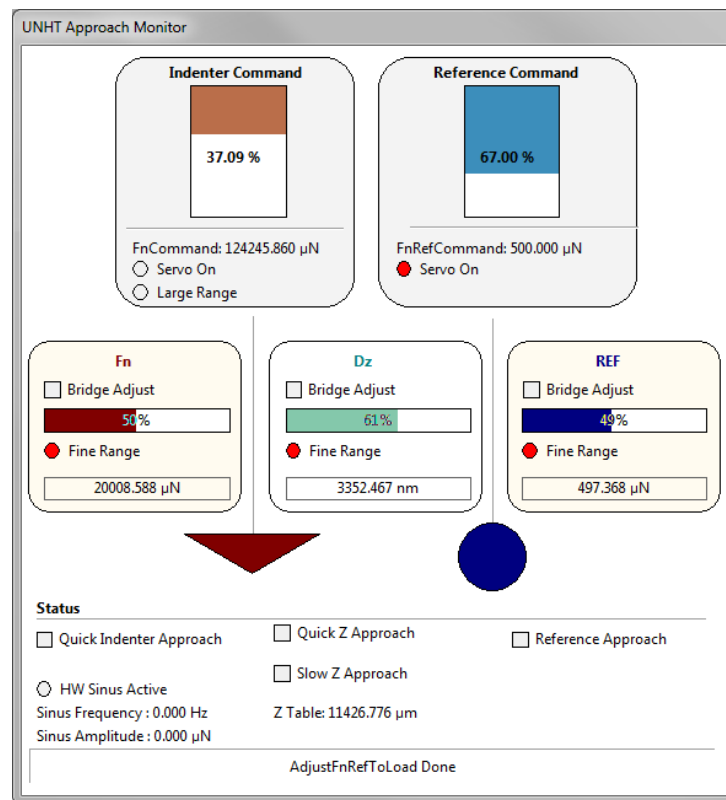 UNHT Approach Monitor
Indenter Command
37.09 %
FnCommand: 124245.860 µN
Servo On
Large Range
Reference Command
67.00 %
FnRefCommand: 500.000 µN
Servo On
Fn
Bridge Adjust
50%
Fine Range
20008.588 µN
Dz
Bridge Adjust
61%
Fine Range
3352.467 nm
REF
Bridge Adjust
49%
Fine Range
497.368 µN
Status
Quick Indenter Approach
Quick Z Approach
Reference Approach
Slow Z Approach
HW Sinus Active
Sinus Frequency : 0.000 Hz
Z Table: 11426.776 µm
Sinus Amplitude : 0.000 µN
AdjustFnRefToLoad Done